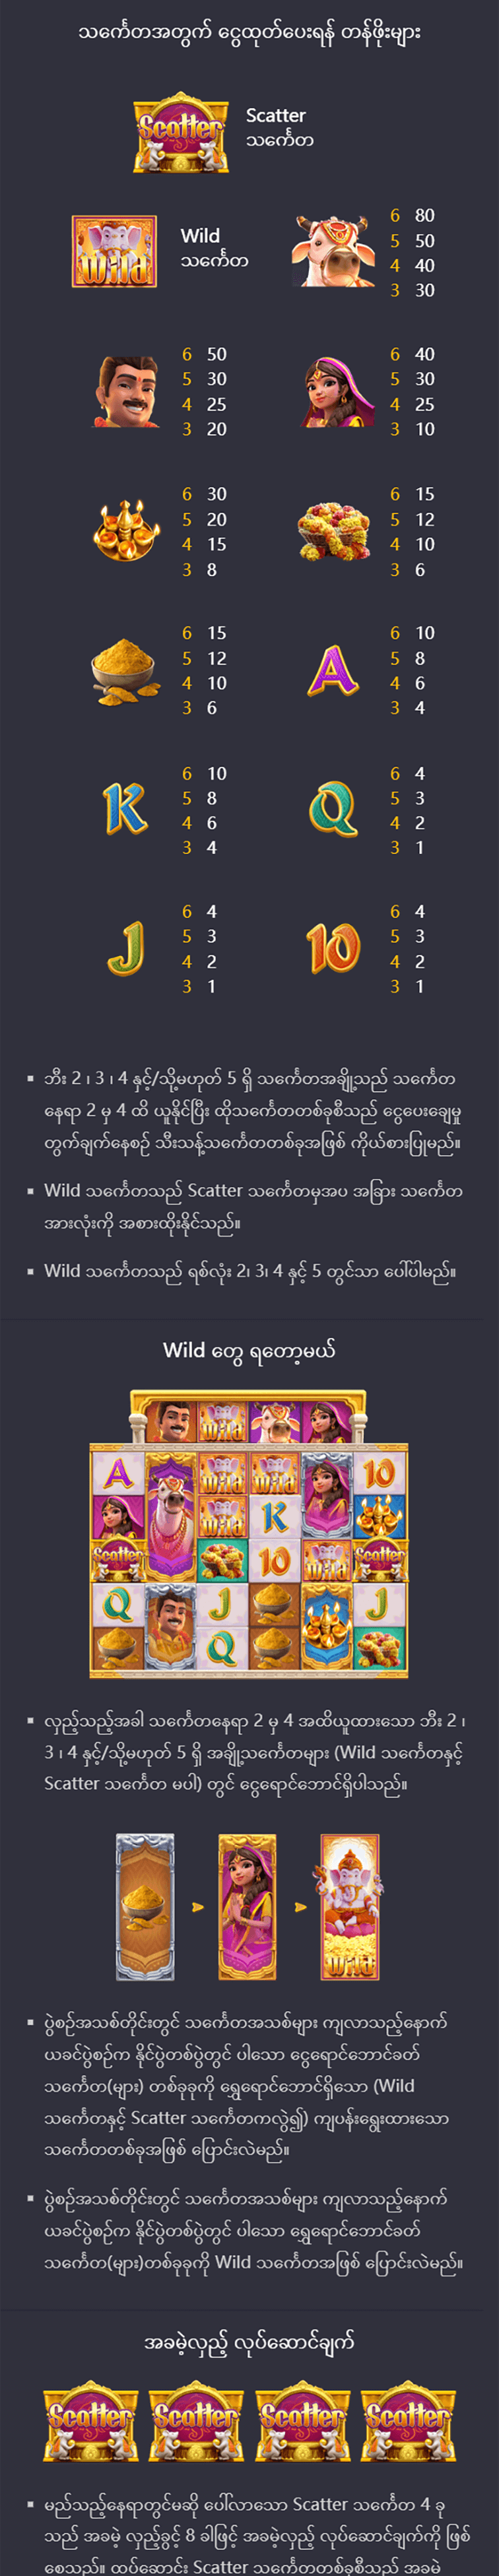 သင်္ကေတအတွက် ငွေထုတ်ပေးရန် တန်ဖိုးများ
Scatter
Scatter
သင်္ကေတ
Wild
Wild
သင်္ကေတ
6 80
5 50
4 40
3 30
6 50
5 30
4 25
3 20
6 40
5 30
4 25
3 10
6 30
5 20
4 15
3 8
6 15
5 12
4 10
3 6
6 15
5 12
4 10
3 6
A
6 10
5 8
4 6
3 4
K
6 10
5 8
4 6
3 4
Q
6 4
5 3
4 2
3 1
J
6 4
5 3
4 2
3 1
10
6 4
5 3
4 2
3 1
▪ ဘီး 2 ၊ 3 ၊ 4 နှင့်/သို့မဟုတ် 5 ရှိ သင်္ကေတအချို့သည် သင်္ကေတ
နေရာ 2 မှ 4 ထိ ယူနိုင်ပြီး ထိုသင်္ကေတတစ်ခုစီသည် ငွေပေးချေမှု
တွက်ချက်နေစဉ် သီးသန့်သင်္ကေတတစ်ခုအဖြစ် ကိုယ်စားပြုမည်။
▪ Wild သင်္ကေတသည် Scatter သင်္ကေတမှအပ အခြား သင်္ကေတ
အားလုံးကို အစားထိုးနိုင်သည်။
▪ Wild သင်္ကေတသည် ရစ်လုံး 2၊ 3၊ 4 နှင့် 5 တွင်သာ ပေါ်ပါမည်။
Wild တွေ ရတော့မယ်
Wild
A Wild Wild 10
Wild K
Scatter 10 Wild Scatter
Q J J
Q
▪ လှည့်သည့်အခါ သင်္ကေတနေရာ 2 မှ 4 အထိယူထားသော ဘီး 2 ၊
3 ၊ 4 နှင့်/သို့မဟုတ် 5 ရှိ အချို့သင်္ကေတများ (Wild သင်္ကေတနှင့်
Scatter သင်္ကေတ မပါ) တွင် ငွေရောင်ဘောင်ရှိပါသည်။
Wild
▪ ပွဲစဉ်အသစ်တိုင်းတွင် သင်္ကေတအသစ်များ ကျလာသည့်နောက်
ယခင်ပွဲစဉ်က နိုင်ပွဲတစ်ပွဲတွင် ပါသော ငွေရောင်ဘောင်ခတ်
သင်္ကေတ(များ) တစ်ခုခုကို ရွှေရောင်ဘောင်ရှိသော (Wild
သင်္ကေတနှင့် Scatter သင်္ကေတကလွဲ၍) ကျပန်းရွေးထားသော
သင်္ကေတတစ်ခုအဖြစ် ပြောင်းလဲမည်။
▪ ပွဲစဉ်အသစ်တိုင်းတွင် သင်္ကေတအသစ်များ ကျလာသည့်နောက်
ယခင်ပွဲစဉ်က နိုင်ပွဲတစ်ပွဲတွင် ပါသော ရွှေရောင်ဘောင်ခတ်
သင်္ကေတ(များ)တစ်ခုခုကို Wild သင်္ကေတအဖြစ် ပြောင်းလဲမည်။
အခမဲ့လှည့် လုပ်ဆောင်ချက်
Scatter Scatter Scatter Scatter
▪ မည်သည့်နေရာတွင်မဆို ပေါ်လာသော Scatter သင်္ကေတ 4 ခု
သည် အခမဲ့ လှည့်ခွင့် 8 ခါဖြင့် အခမဲ့လှည့် လုပ်ဆောင်ချက်ကို ဖြစ်
စေသည်။ ထပ်ဆောင်း Scatter သင်္ကေတတစ်ခုစီသည် အခမဲ့